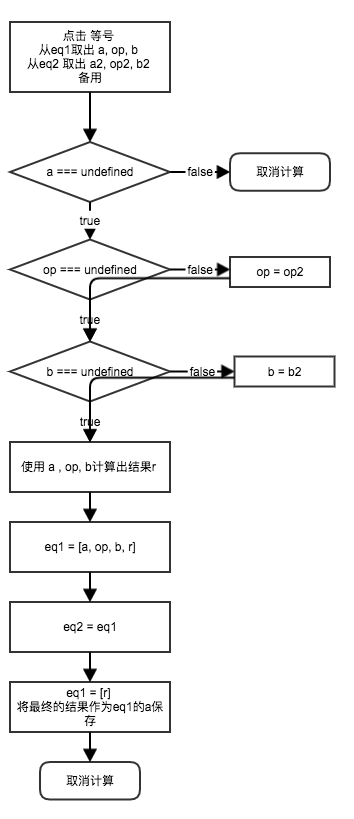 点击 等号
从eq1取出 a, op, b
从eq2 取出 a2, op2, b2
备用
a === undefined
false
取消计算
true
op === undefined
false
op = op2
true
b === undefined
false
b = b2
true
使用 a , op, b计算出结果r
eq1 = [a, op, b, r]
eq2 = eq1
eq1 = [r]
将最终的结果作为eq1的a保
存
取消计算